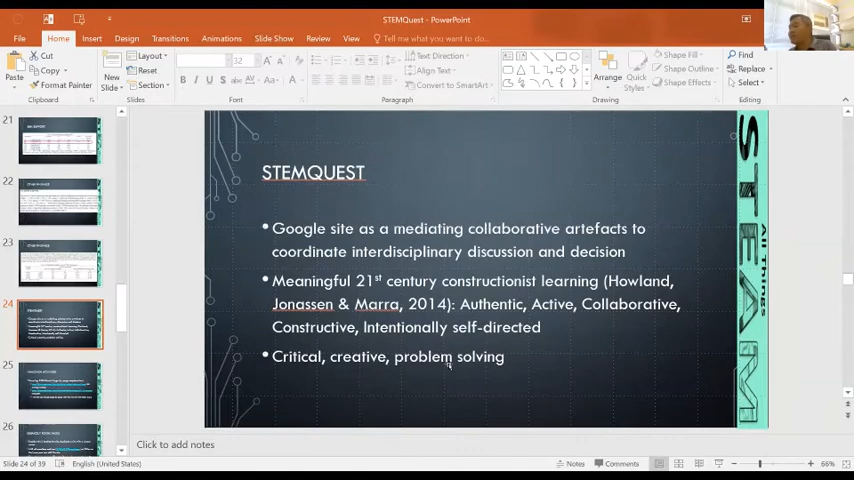 STEMQuest - PowerPoint
File Home Insert Design Transitions Animations Slide Show Review View Tell me what you want to do...
Cut
Copy
Format Painter
Paste
Clipboard
New
Slide
Layout
Reset
Section
Slides
32
Font
Text Direction
Align Text
Convert to SmartArt
Paragraph
Arrange
Quick
Styles
Shape Fill
Shape Outline
Shape Effects
Drawing
Find
Replace
Select
Editing
21
22
23
24
25
26
STEMQUEST
• Google site as a mediating collaborative artefacts to
coordinate interdisciplinary discussion and decision
• Meaningful 21st century constructionist learning (Howland,
Jonassen & Marra, 2014): Authentic, Active, Collaborative,
Constructive, Intentionally self-directed
• Critical, creative, problem solving
All Things
STEAM
Click to add notes
Slide 24 of 39 English (United States) Notes Comments 66%